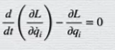 d/dt (∂L/∂q̇ᵢ) − ∂L/∂qᵢ = 0